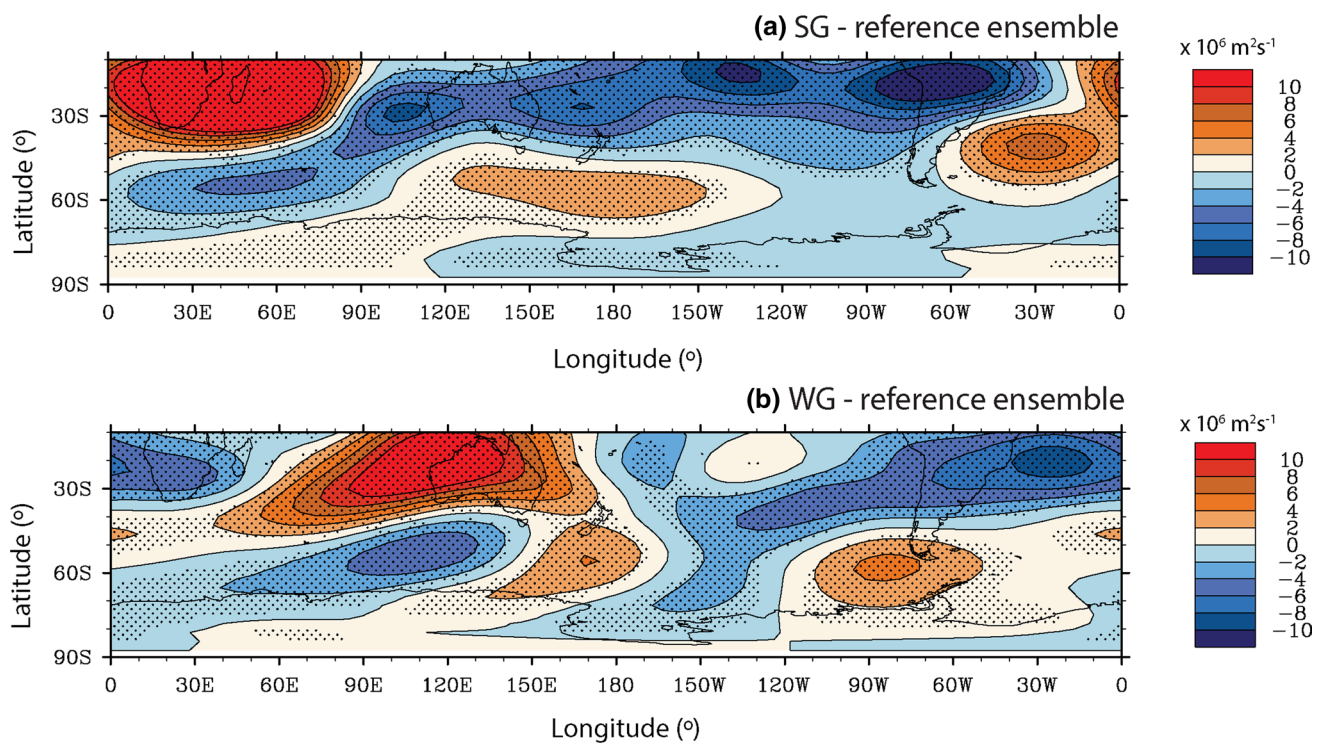 (a) SG - reference ensemble
x 10⁶ m²s⁻¹
10
8
6
4
2
0
−2
−4
−6
−8
−10
Latitude (º)
30S
60S
90S
0 30E 60E 90E 120E 150E 180 150W 120W 90W 60W 30W 0
Longitude (º)
(b) WG - reference ensemble
x 10⁶ m²s⁻¹
10
8
6
4
2
0
−2
−4
−6
−8
−10
Latitude (º)
30S
60S
90S
0 30E 60E 90E 120E 150E 180 150W 120W 90W 60W 30W 0
Longitude (º)